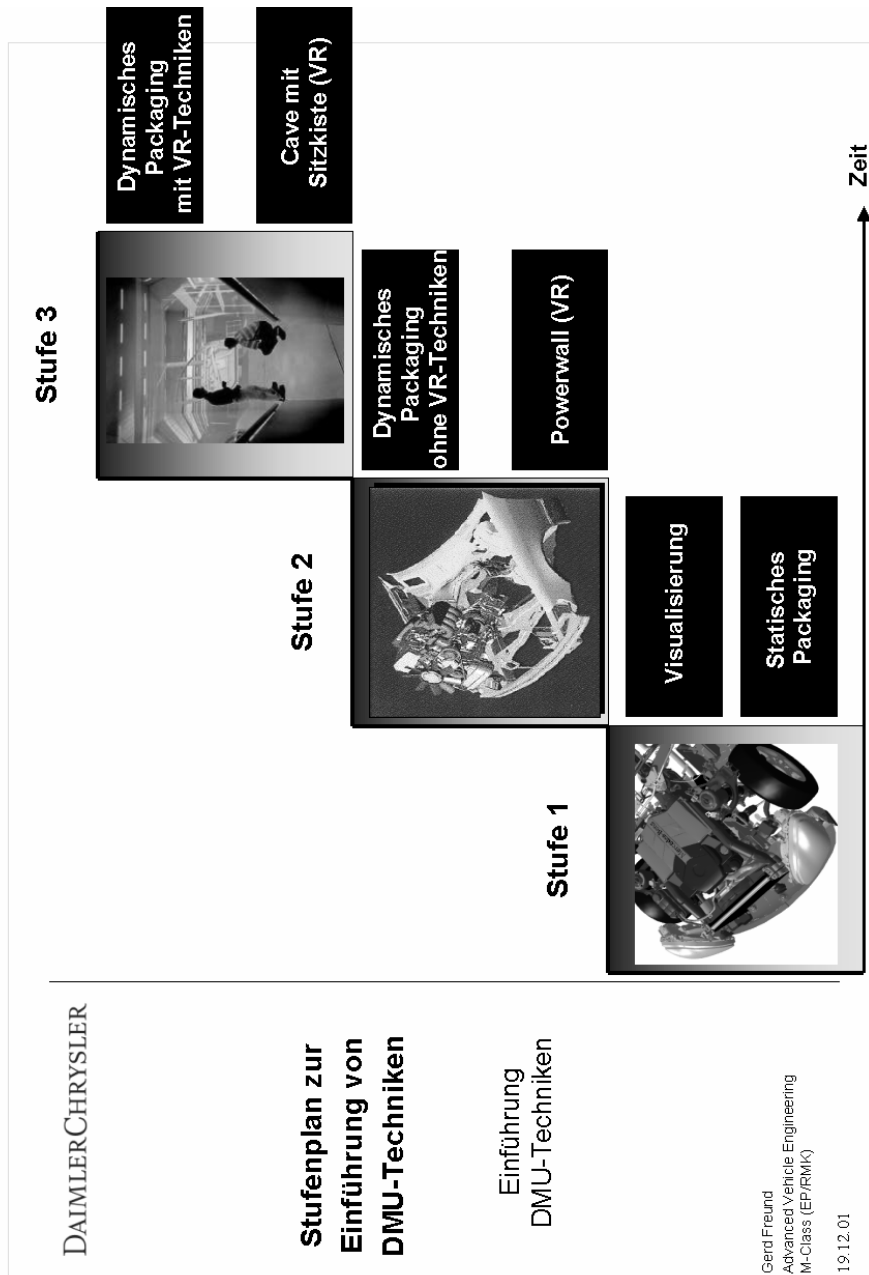 DAIMLERCHRYSLER
Stufenplan zur
Einführung von
DMU-Techniken
Einführung
DMU-Techniken
Gerd Freund
Advanced Vehicle Engineering
M-Class (EP/RMK)
19.12.01
Stufe 1
Visualisierung
Statisches
Packaging
Stufe 2
Dynamisches
Packaging
ohne VR-Techniken
Powerwall (VR)
Stufe 3
Dynamisches
Packaging
mit VR-Techniken
Cave mit
Sitzkiste (VR)
Zeit